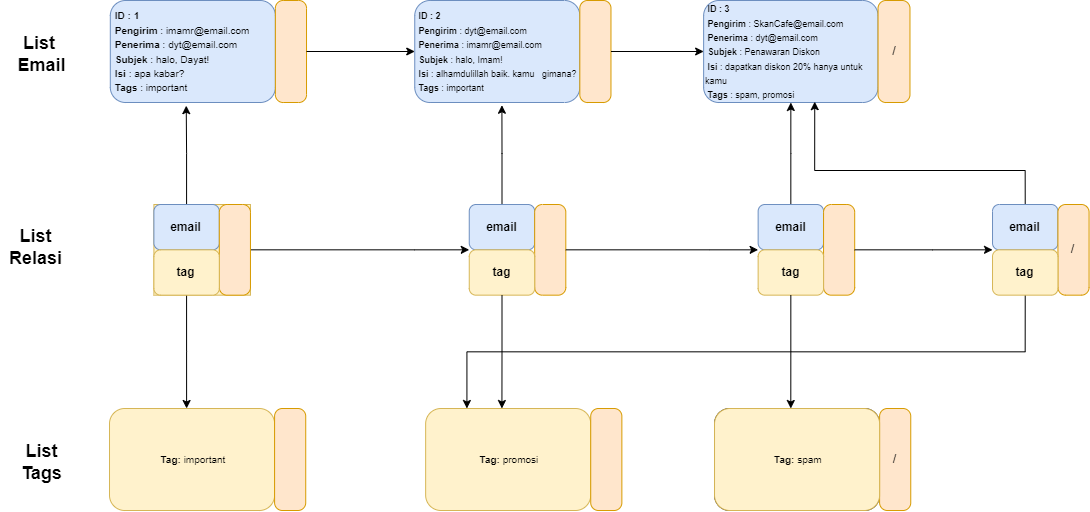 List
Email
ID : 1
Pengirim : imamr@email.com
Penerima : dyt@email.com
Subjek : halo, Dayat!
Isi : apa kabar?
Tags : important
ID : 2
Pengirim : dyt@email.com
Penerima : imamr@email.com
Subjek : halo, Imam!
Isi : alhamdulillah baik. kamu gimana?
Tags : important
ID : 3
Pengirim : SkanCafe@email.com
Penerima : dyt@email.com
Subjek : Penawaran Diskon
Isi : dapatkan diskon 20% hanya untuk
kamu
Tags : spam, promosi
/
List
Relasi
email
tag
email
tag
email
tag
email
tag
/
List
Tags
Tag: important
Tag: promosi
Tag: spam
/